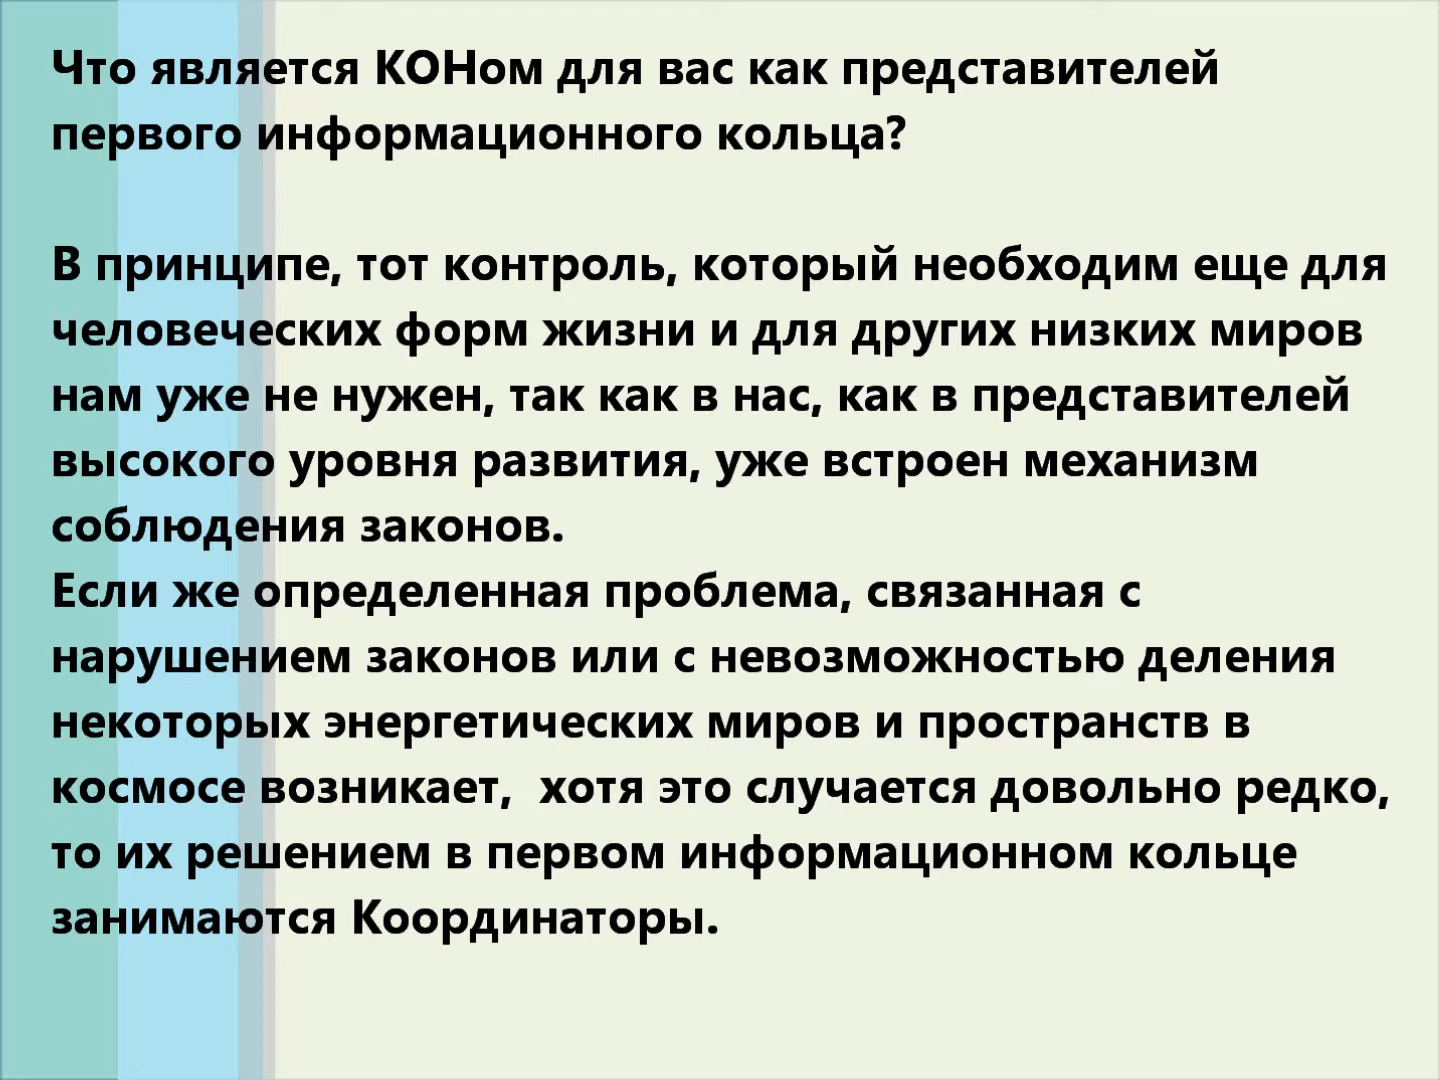 Что является КОНом для вас как представителей
первого информационного кольца?
В принципе, тот контроль, который необходим еще для
человеческих форм жизни и для других низких миров
нам уже не нужен, так как в нас, как в представителей
высокого уровня развития, уже встроен механизм
соблюдения законов.
Если же определенная проблема, связанная с
нарушением законов или с невозможностью деления
некоторых энергетических миров и пространств в
космосе возникает,  хотя это случается довольно редко,
то их решением в первом информационном кольце
занимаются Координаторы.